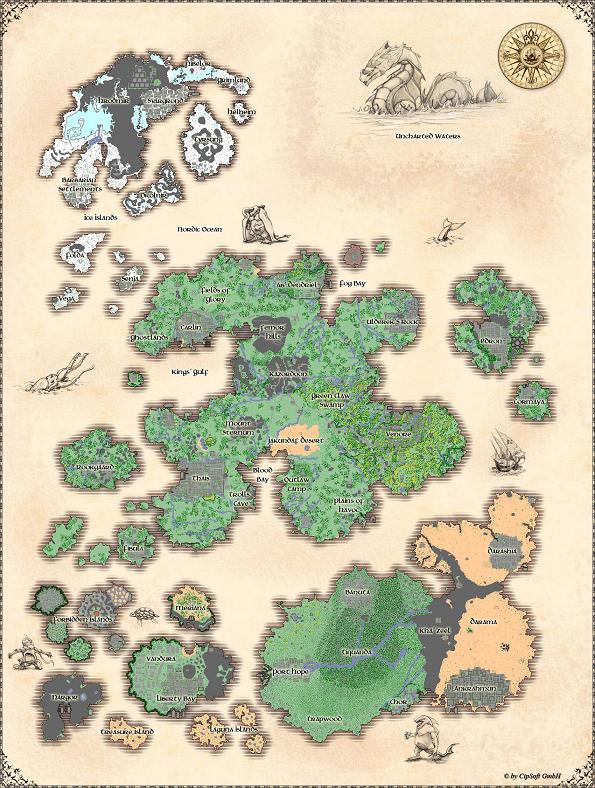 Nibelor
Grimlund
Hrodmir
Svargrond
Helheim
Tyrsung
Uncharted Waters
Barbarian
Settlements
Okolnir
Ice Islands
Nordic Ocean
Folda
Senja
Vega
Fog Bay
Ab'Dendriel
Fields of
Glory
Ulderek's Rock
Carlin
Femor
Hills
Ghostlands
Edron
Kings' Gulf
Kazordoon
Green Claw
Swamp
Cormaya
Mount
Sternum
Jakundaf Desert
Venore
Rookgaard
Thais
Blood
Bay
Outlaw
Camp
Trolls
Cave
Plains of
Havoc
Fibula
Darashia
Banuta
Meriana
Forbidden Islands
Kha'zeel
Darama
Tiquanda
Vandura
Port Hope
Ankrahmun
Nargor
Liberty Bay
Chor
Trapwood
Treasure Island
Laguna Islands
© by CipSoft GmbH